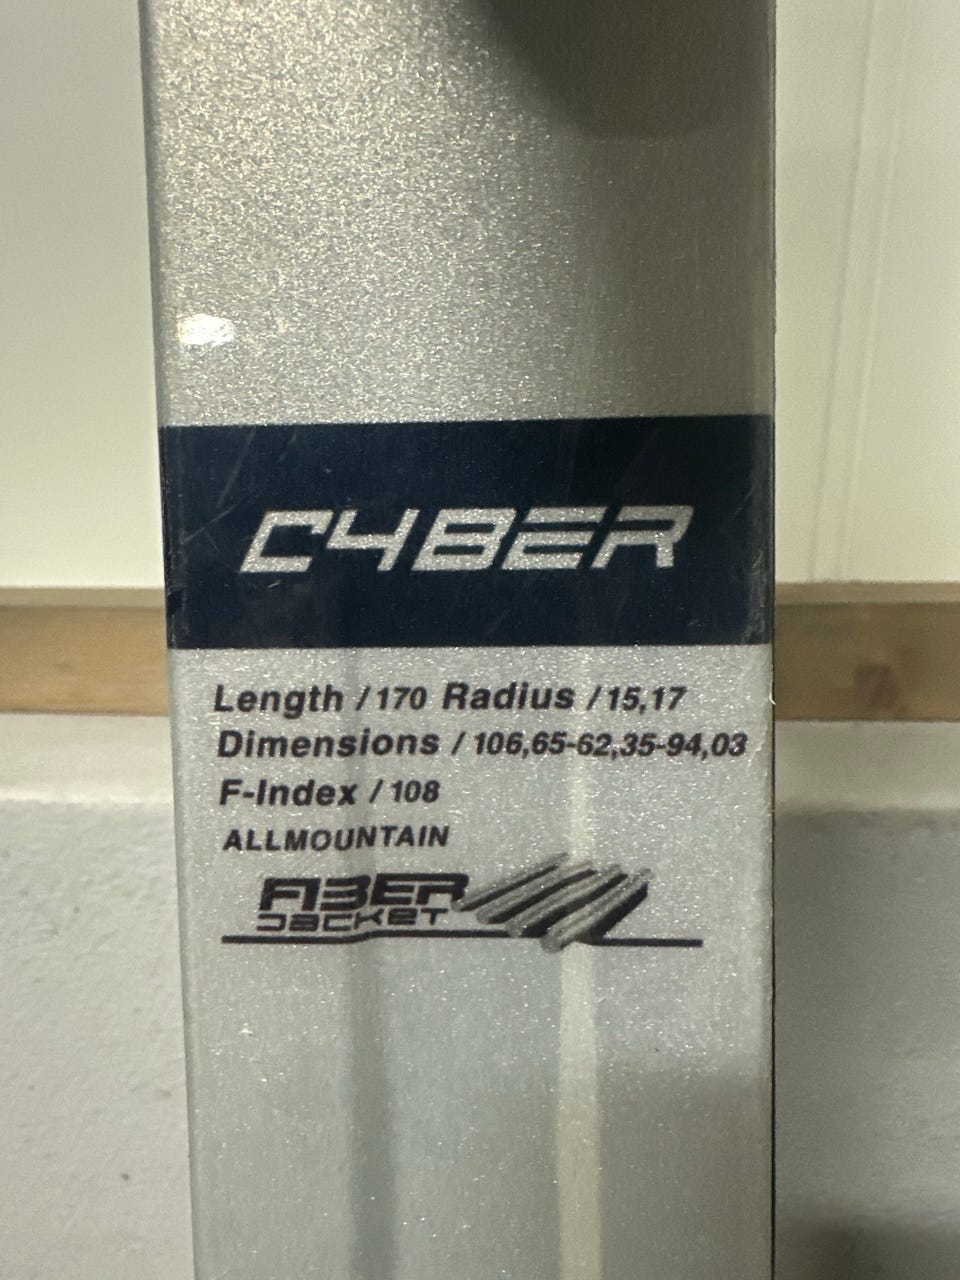 CYBER
Length / 170 Radius / 15,17
Dimensions / 106,65-62,35-94,03
F-Index / 108
ALLMOUNTAIN
FIBER
JACKET